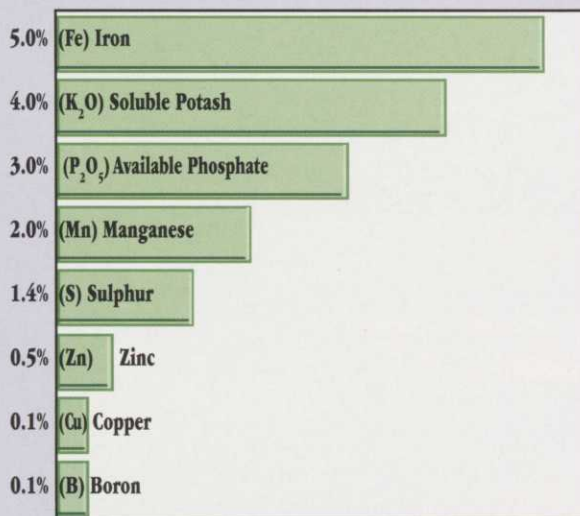 5.0% (Fe) Iron
4.0% (K₂O) Soluble Potash
3.0% (P₂O₅) Available Phosphate
2.0% (Mn) Manganese
1.4% (S) Sulphur
0.5% (Zn) Zinc
0.1% (Cu) Copper
0.1% (B) Boron